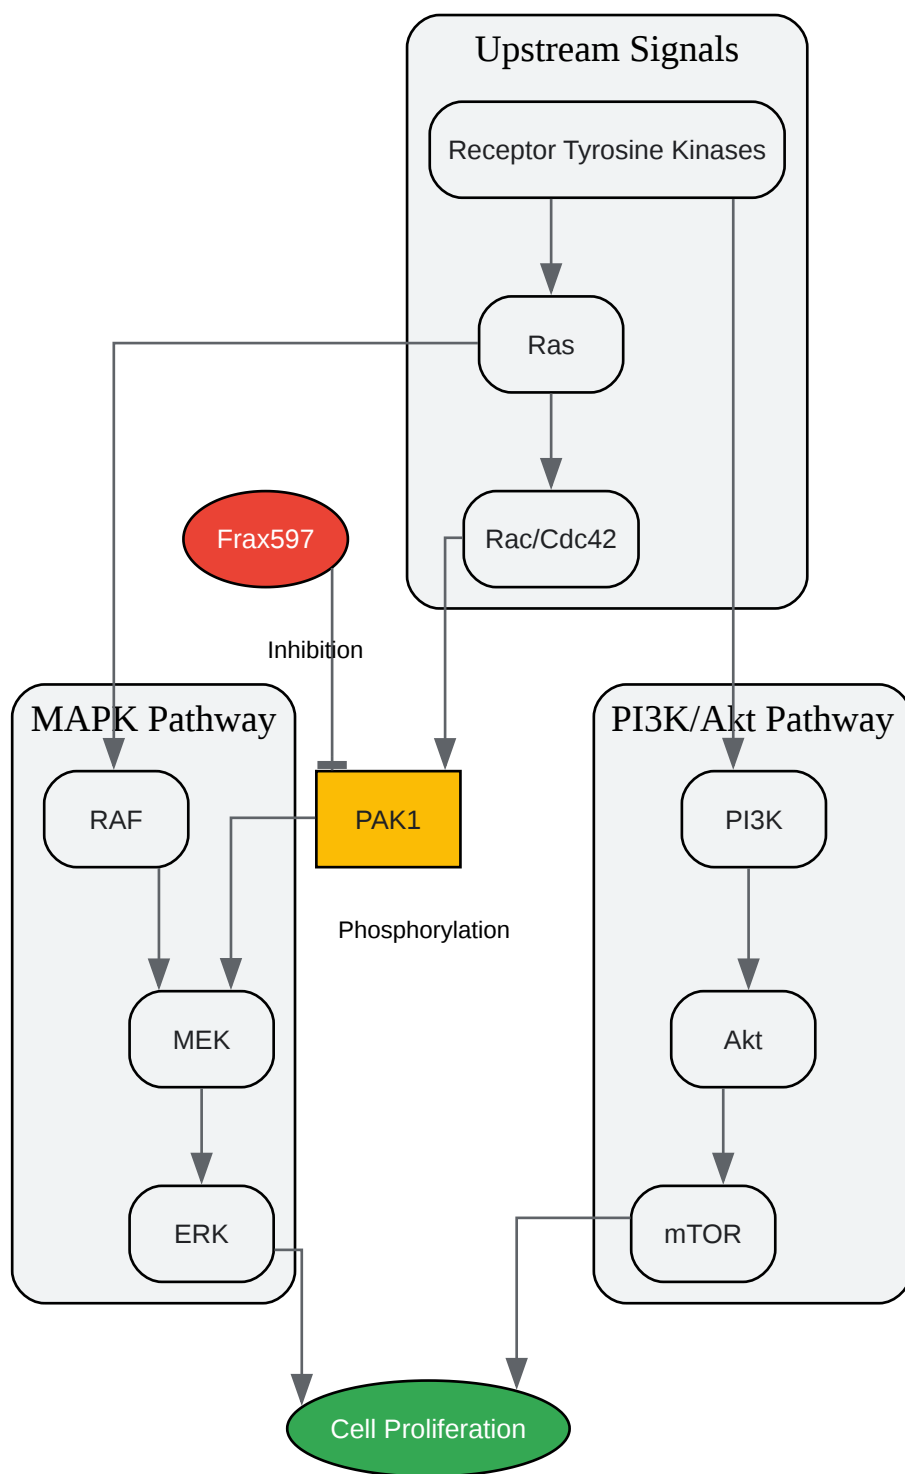 Upstream Signals
Receptor Tyrosine Kinases
Ras
Frax597
Rac/Cdc42
Inhibition
MAPK Pathway
PI3K/Akt Pathway
RAF
PAK1
PI3K
Phosphorylation
MEK
Akt
ERK
mTOR
Cell Proliferation